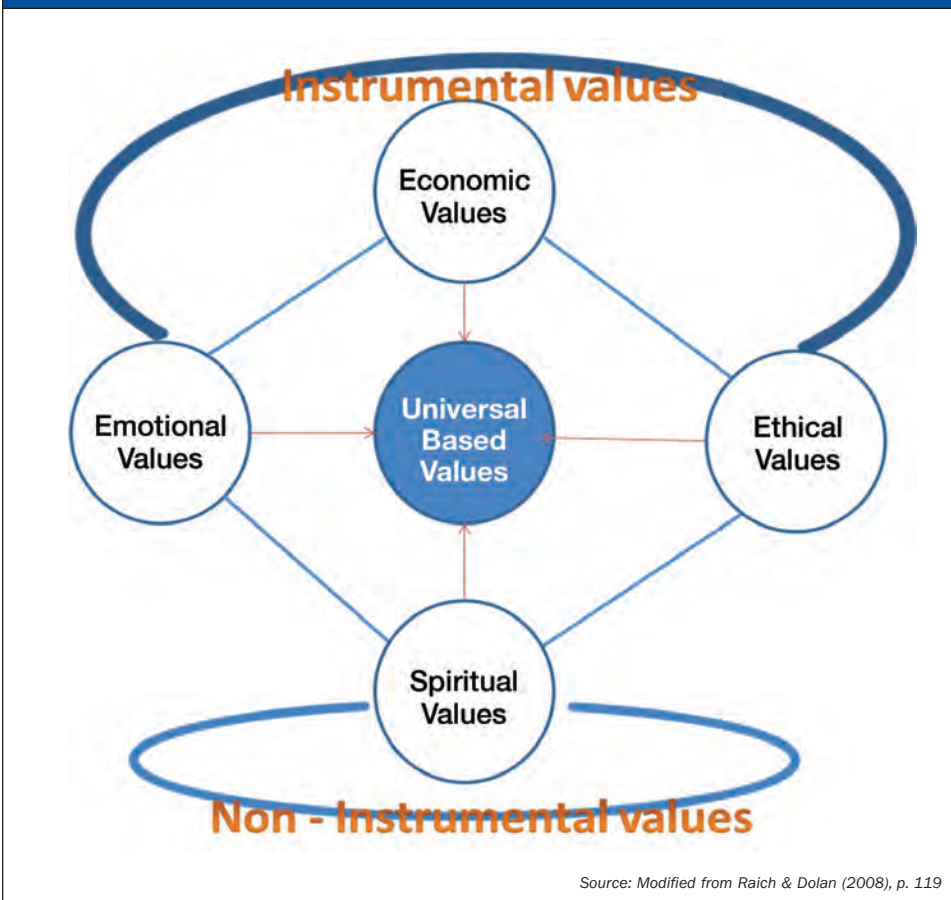 Instrumental values
Economic
Values
Emotional
Values
Universal
Based
Values
Ethical
Values
Spiritual
Values
Non - Instrumental values
Source: Modified from Raich & Dolan (2008), p. 119